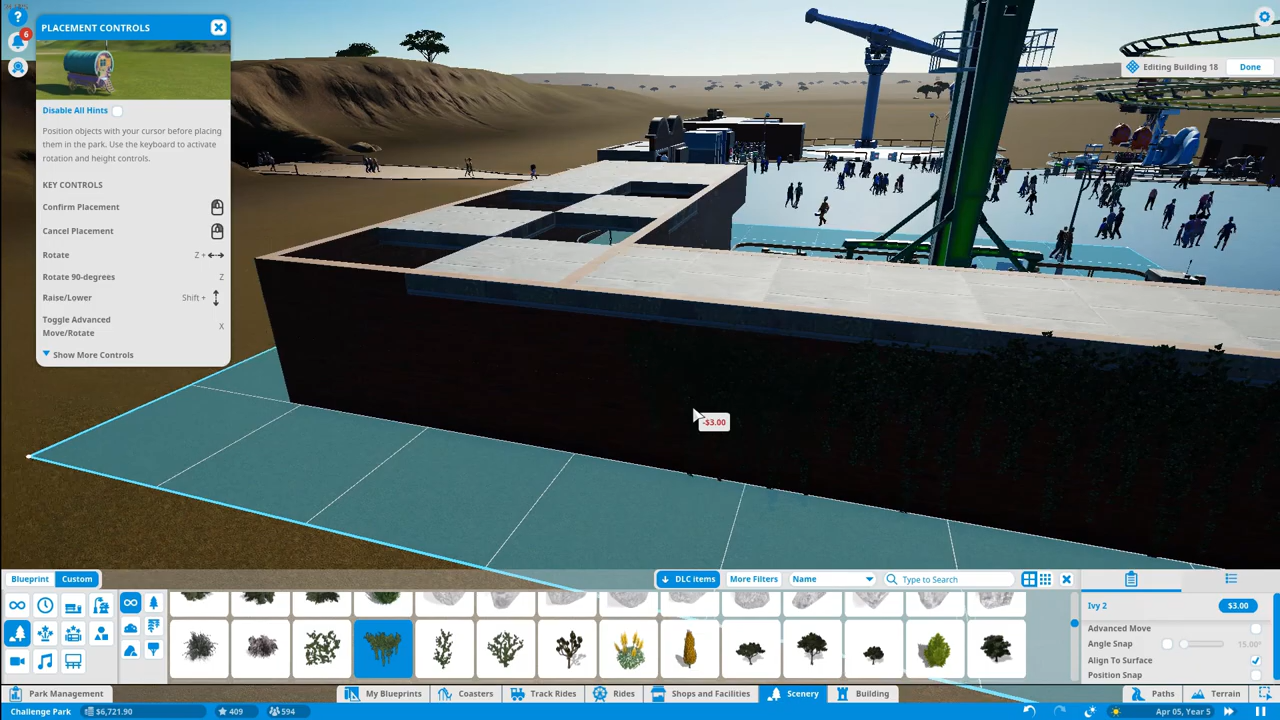 ?
6
PLACEMENT CONTROLS
Disable All Hints
Position objects with your cursor before placing
them in the park. Use the keyboard to activate
rotation and height controls.
KEY CONTROLS
Confirm Placement
Cancel Placement
Rotate Z +
Rotate 90-degrees Z
Raise/Lower Shift +
Toggle Advanced
Move/Rotate X
Show More Controls
Editing Building 18 Done
-$3.00
Blueprint Custom DLC items More Filters Name Type to Search
Ivy 2 $3.00
Advanced Move
Angle Snap 15.00°
Align To Surface
Position Snap
Park Management My Blueprints Coasters Track Rides Rides Shops and Facilities Scenery Building Paths Terrain
Challenge Park $6,721.90 409 594 Apr 05, Year 5